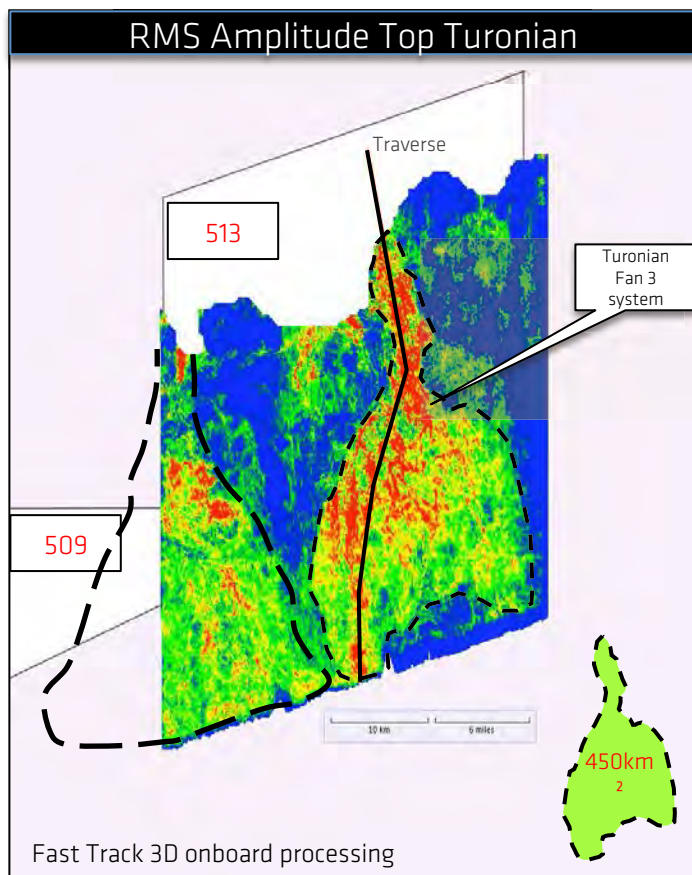 RMS Amplitude Top Turonian
Traverse
513
Turonian
Fan 3
system
509
10 km
6 miles
450km
2
Fast Track 3D onboard processing